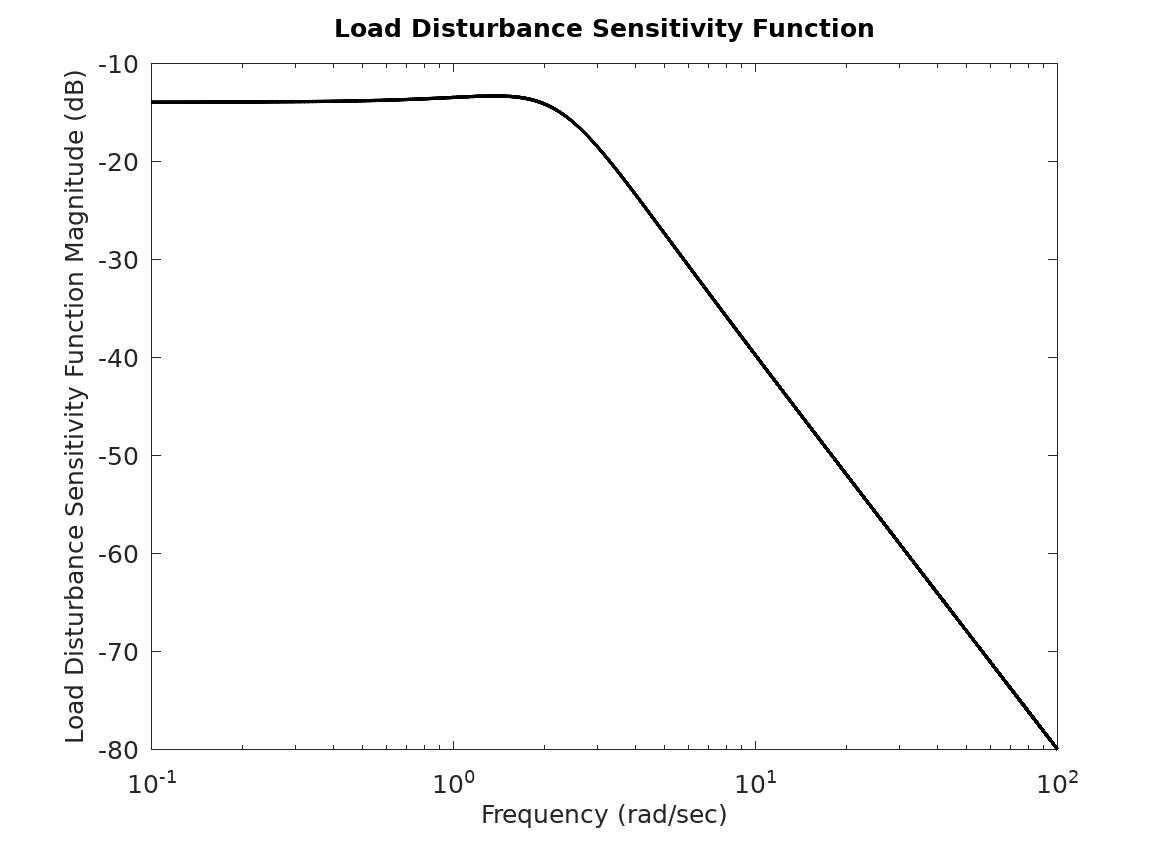 Load Disturbance Sensitivity Function
Load Disturbance Sensitivity Function Magnitude (dB)
-10
-20
-30
-40
-50
-60
-70
-80
10^-1 10^0 10^1 10^2
Frequency (rad/sec)